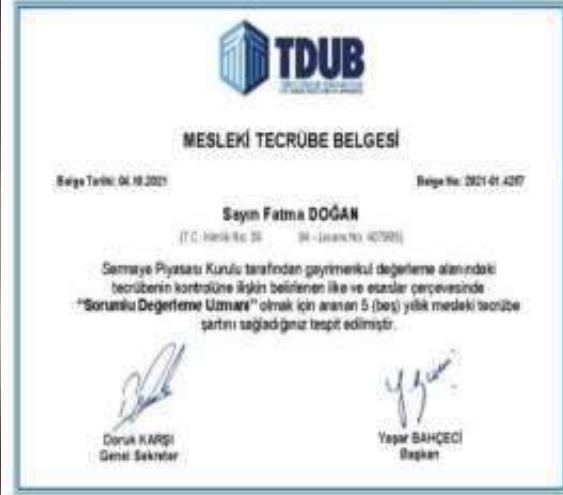 TDUB
MESLEKİ TECRÜBE BELGESİ
Belge Tarihi: 04.10.2021 Belge No: 2021-01.4267
Sayın Fatma DOĞAN
Sermaye Piyasası Kurulu tarafından gayrimenkul değerleme alanındaki
tecrübenin kontrolüne ilişkin belirlenen ilke ve esaslar çerçevesinde
"Sorumlu Değerleme Uzmanı" olmak için aranan 5 (beş) yıllık mesleki tecrübe
şartını sağladığınız tespit edilmiştir.
Doruk KARŞI
Genel Sekreter
Yaşar BAHÇECİ
Başkan